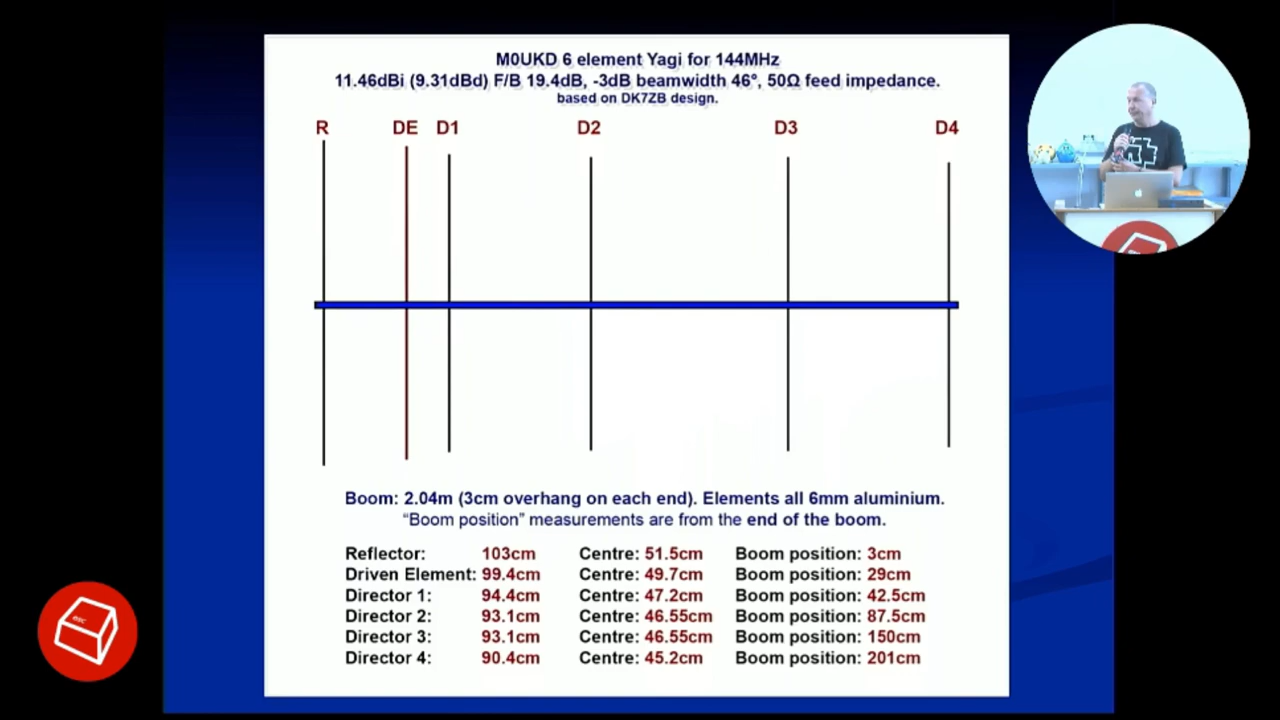 M0UKD 6 element Yagi for 144MHz
11.46dBi (9.31dBd) F/B 19.4dB, -3dB beamwidth 46°, 50Ω feed impedance.
based on DK7ZB design.
R DE D1 D2 D3 D4
Boom: 2.04m (3cm overhang on each end). Elements all 6mm aluminium.
“Boom position” measurements are from the end of the boom.
Reflector: 103cm Centre: 51.5cm Boom position: 3cm
Driven Element: 99.4cm Centre: 49.7cm Boom position: 29cm
Director 1: 94.4cm Centre: 47.2cm Boom position: 42.5cm
Director 2: 93.1cm Centre: 46.55cm Boom position: 87.5cm
Director 3: 93.1cm Centre: 46.55cm Boom position: 150cm
Director 4: 90.4cm Centre: 45.2cm Boom position: 201cm
esc